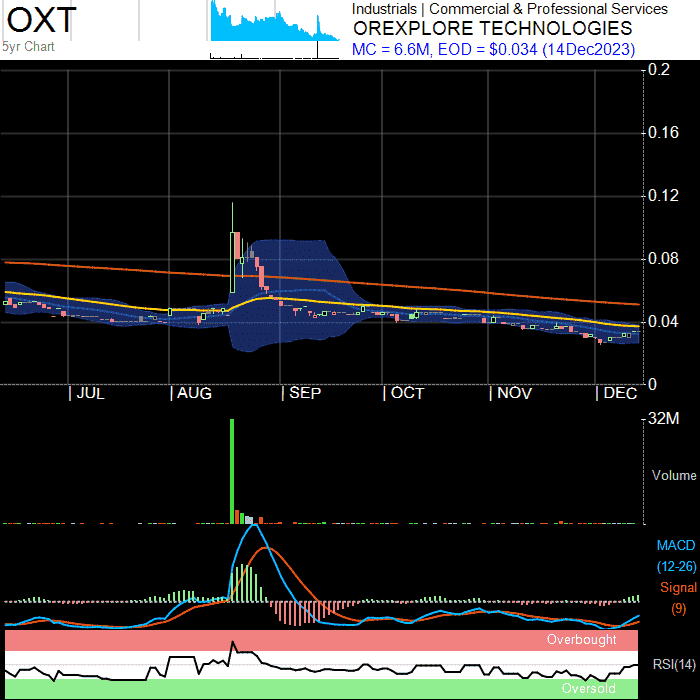 OXT
5yr Chart
Industrials | Commercial & Professional Services
OREXPLORE TECHNOLOGIES
MC = 6.6M, EOD = $0.034 (14Dec2023)
0.2
0.16
0.12
0.08
0.04
0
JUL AUG SEP OCT NOV DEC
32M
Volume
MACD
(12-26)
Signal
(9)
Overbought
RSI(14)
Oversold